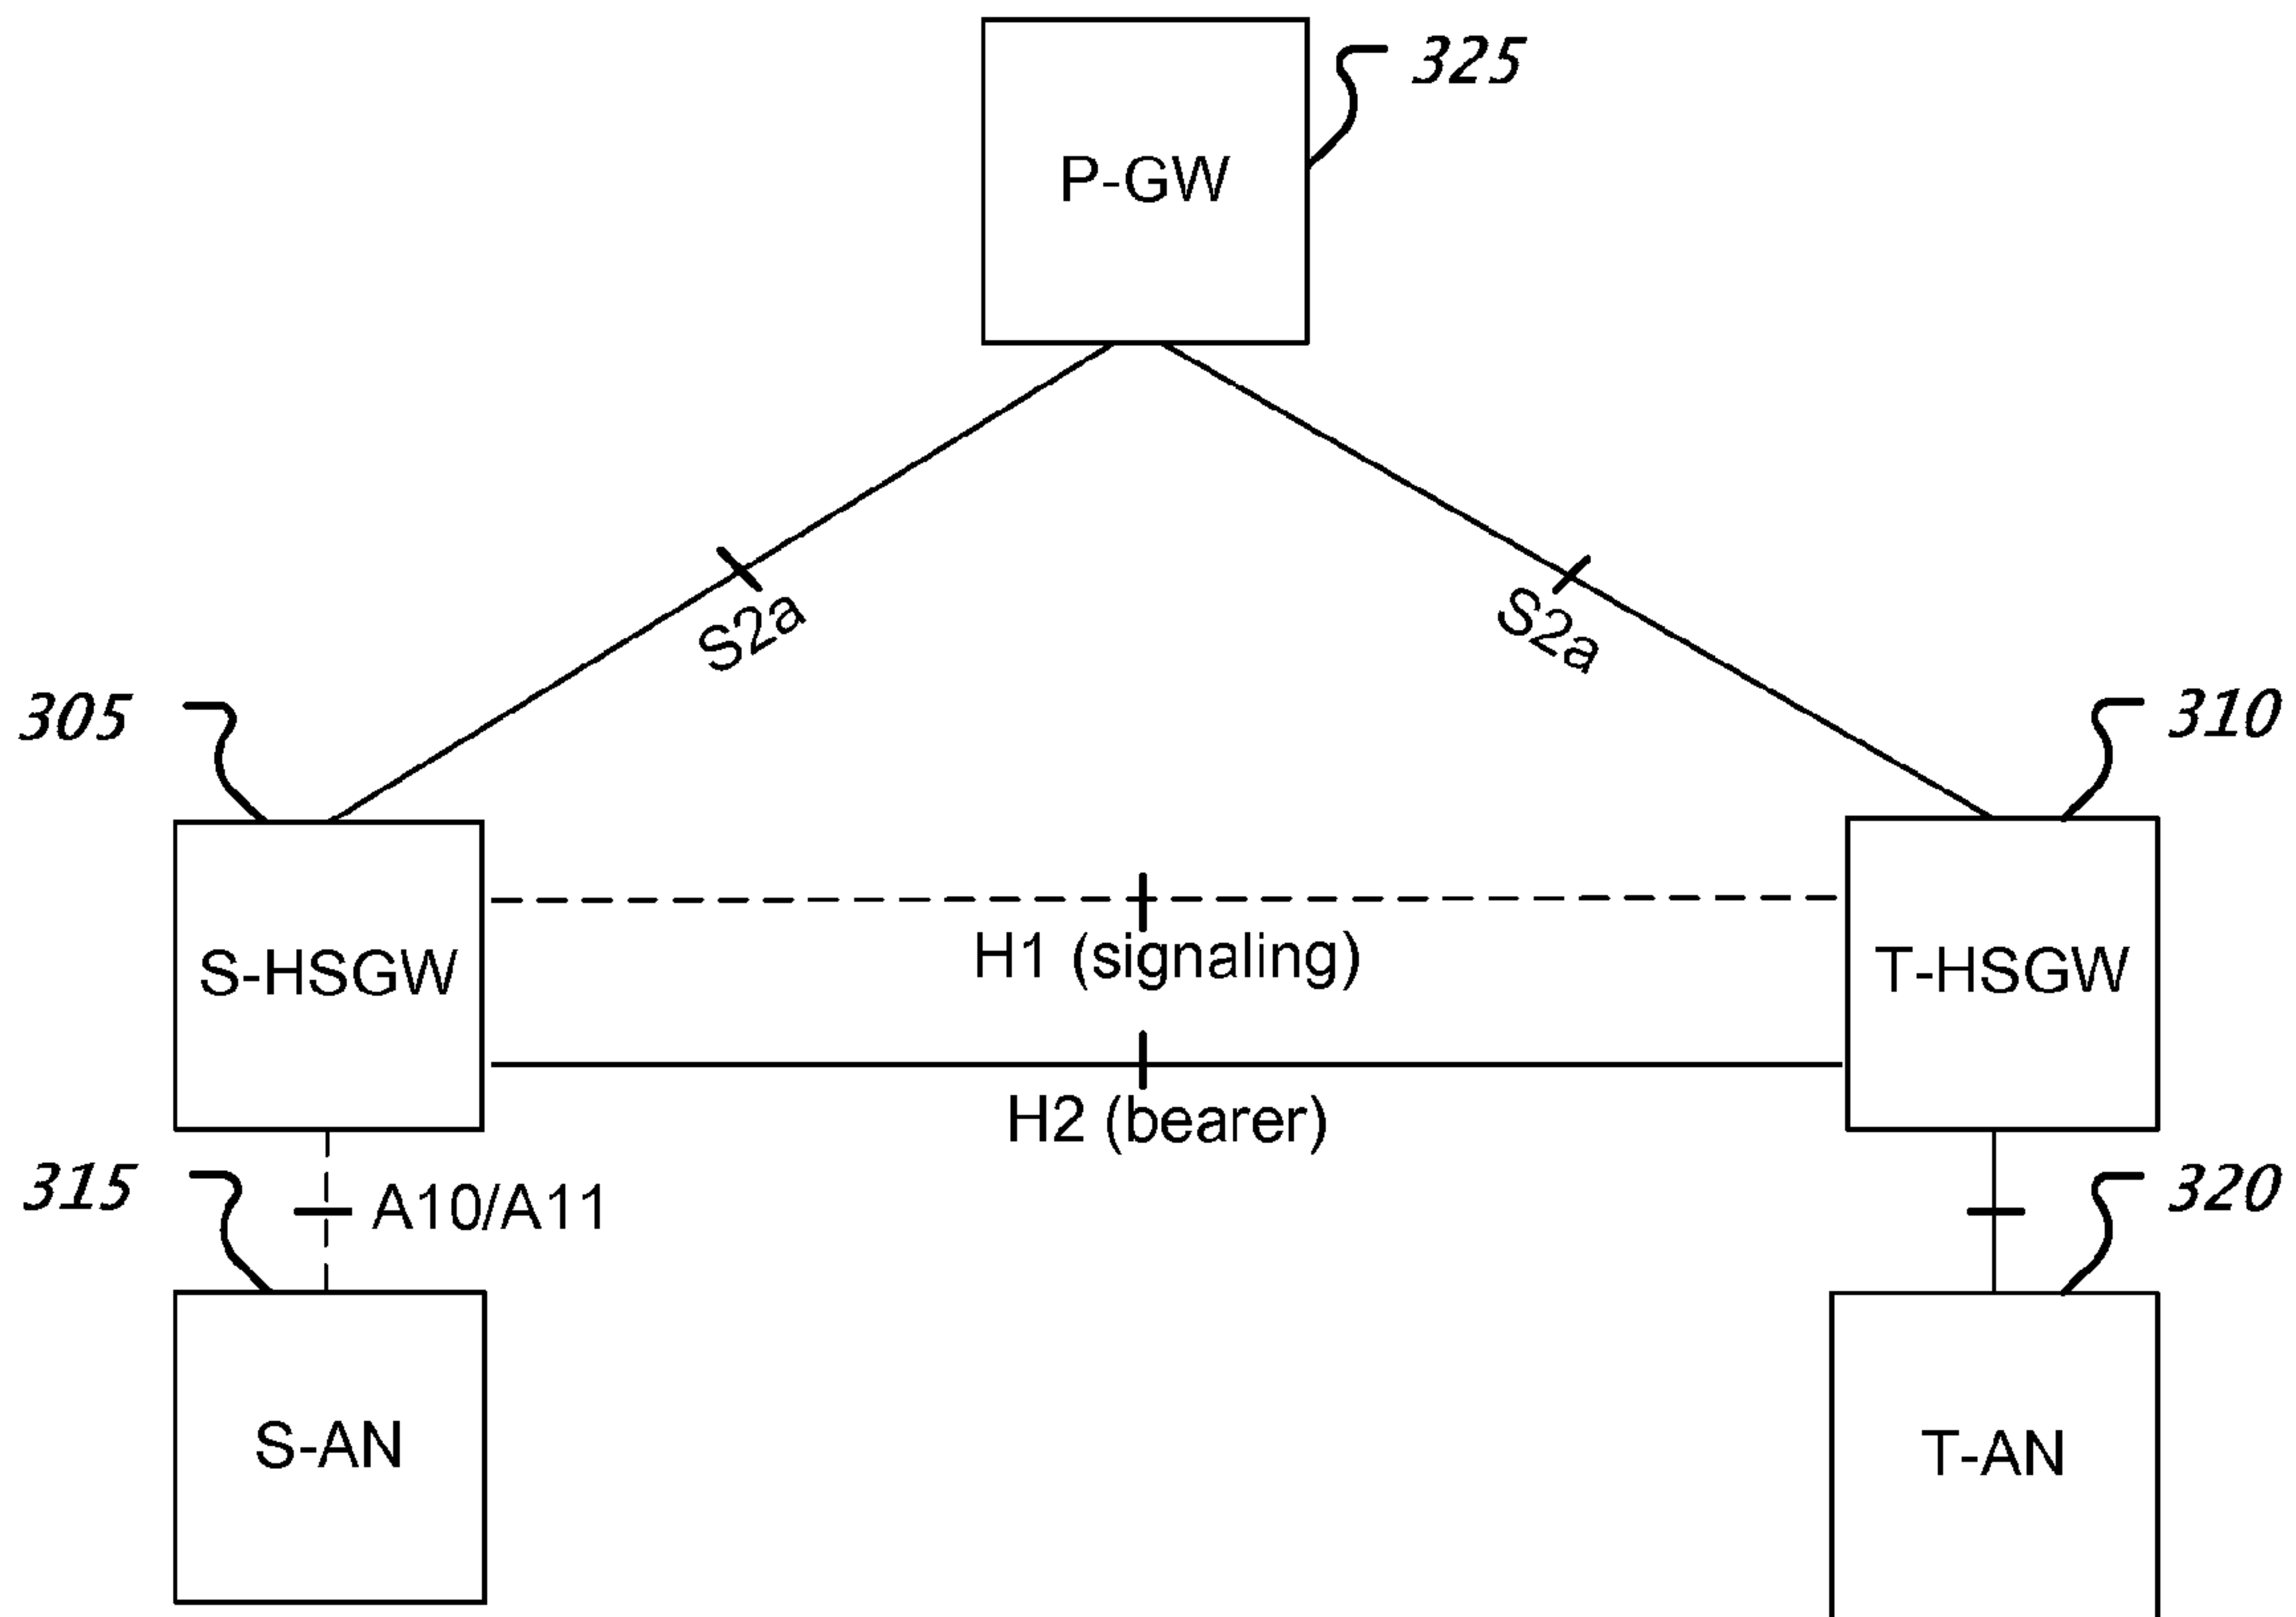 325
P-GW
S2a
S2a
305
310
S-HSGW
H1 (signaling)
T-HSGW
H2 (bearer)
315
A10/A11
320
S-AN
T-AN